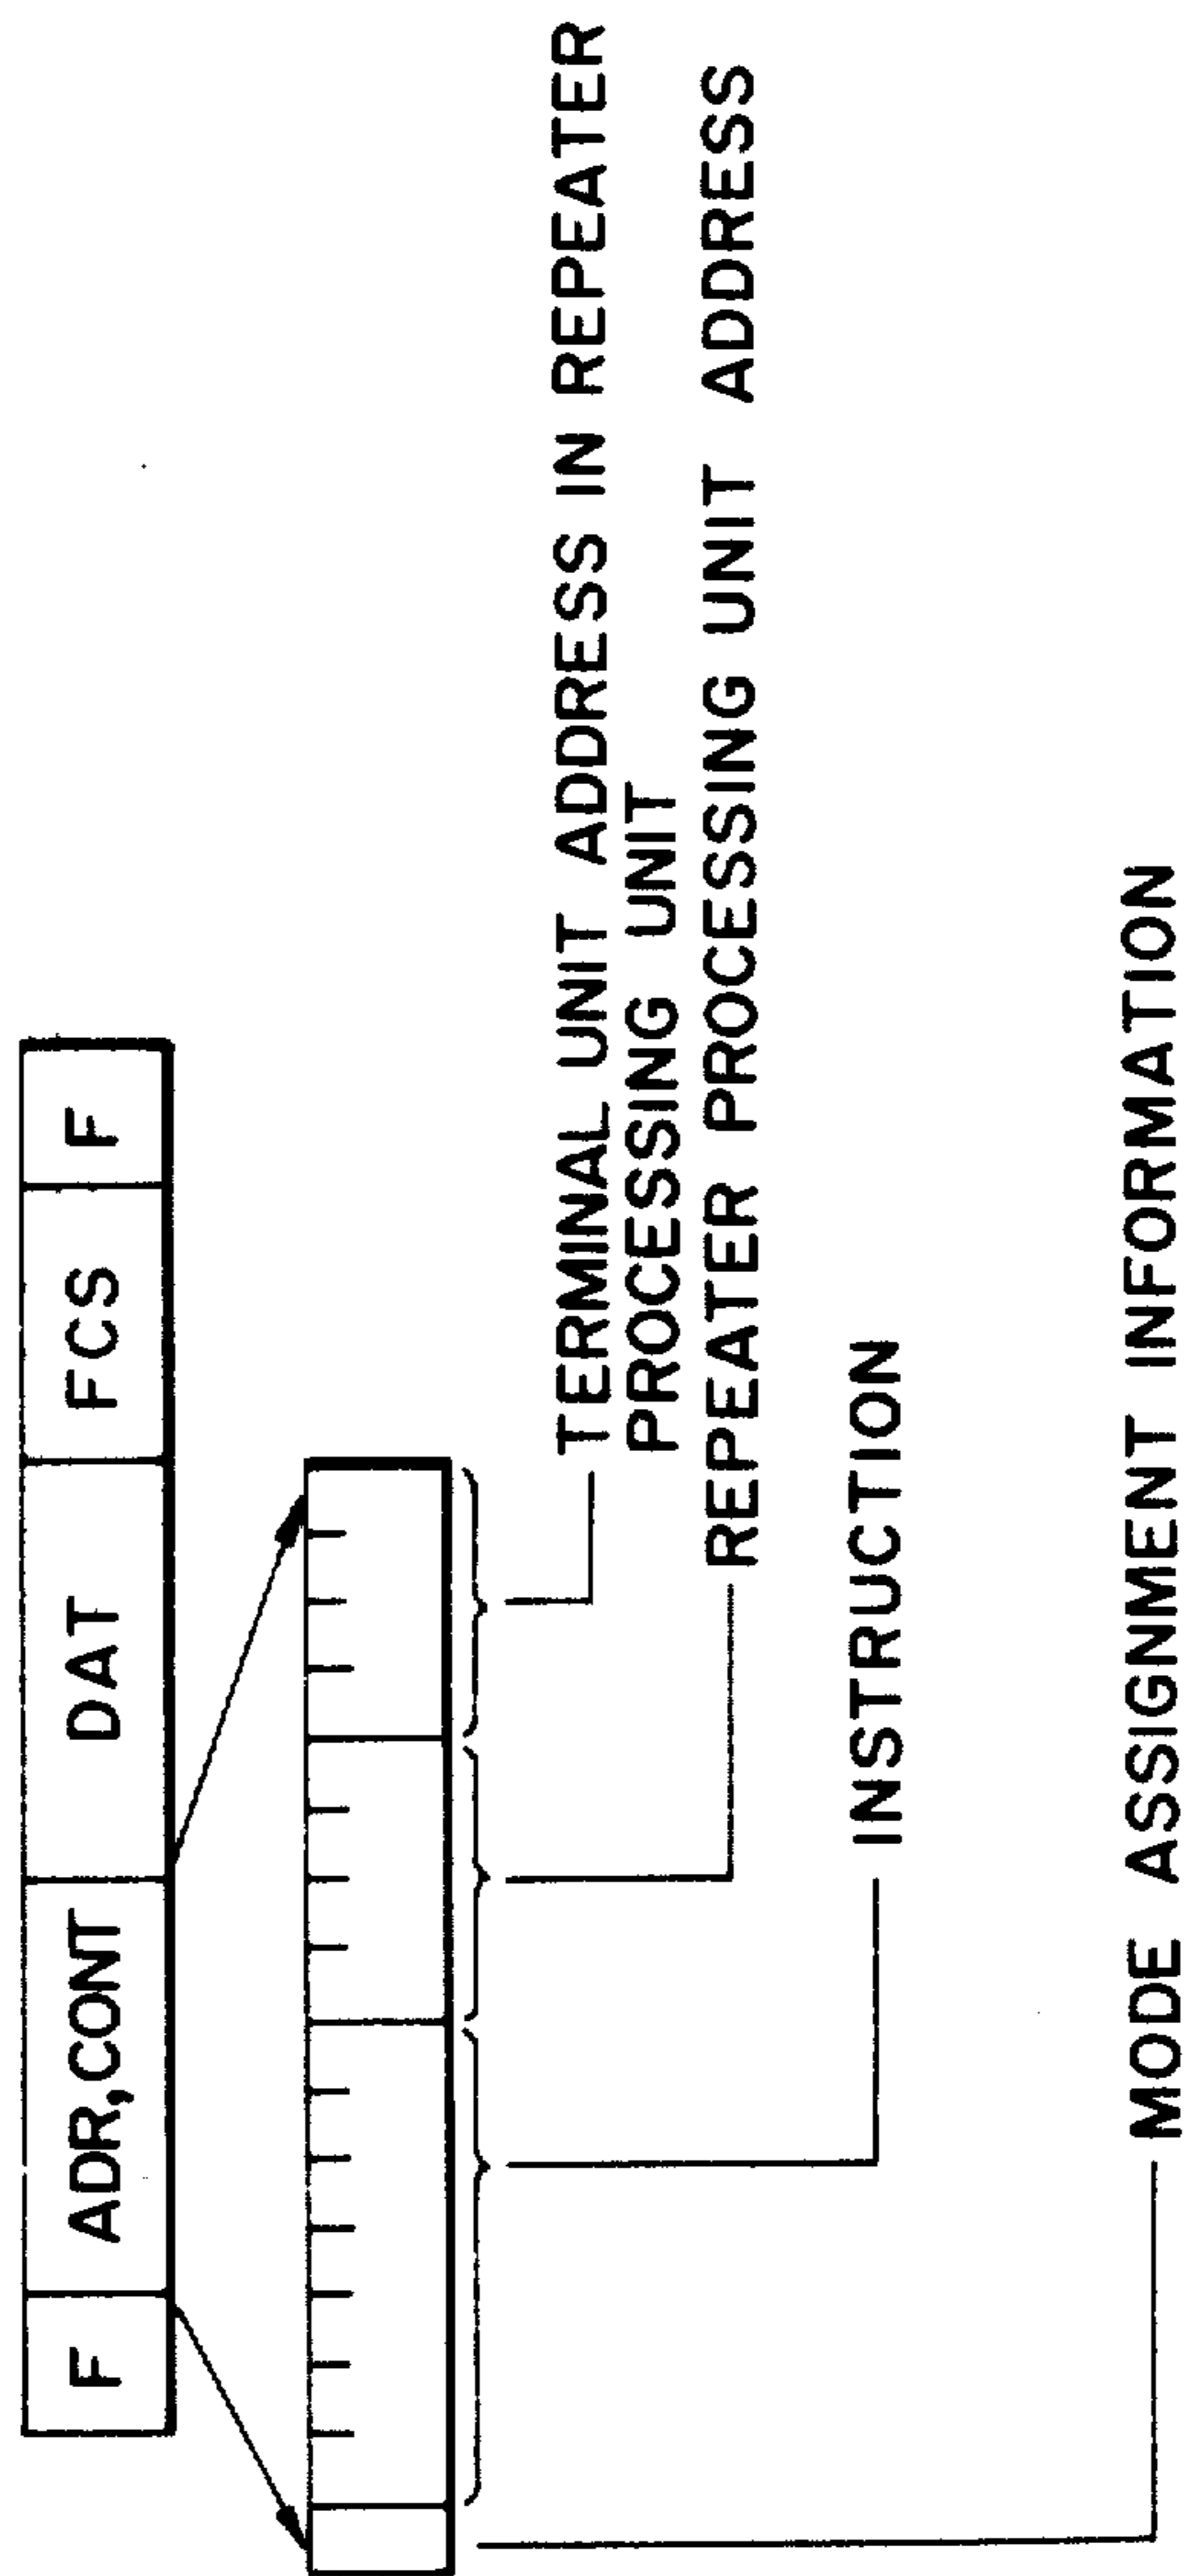 F ADR,CONT DAT FCS F
TERMINAL UNIT ADDRESS IN REPEATER
PROCESSING UNIT
REPEATER PROCESSING UNIT ADDRESS
INSTRUCTION
MODE ASSIGNMENT INFORMATION